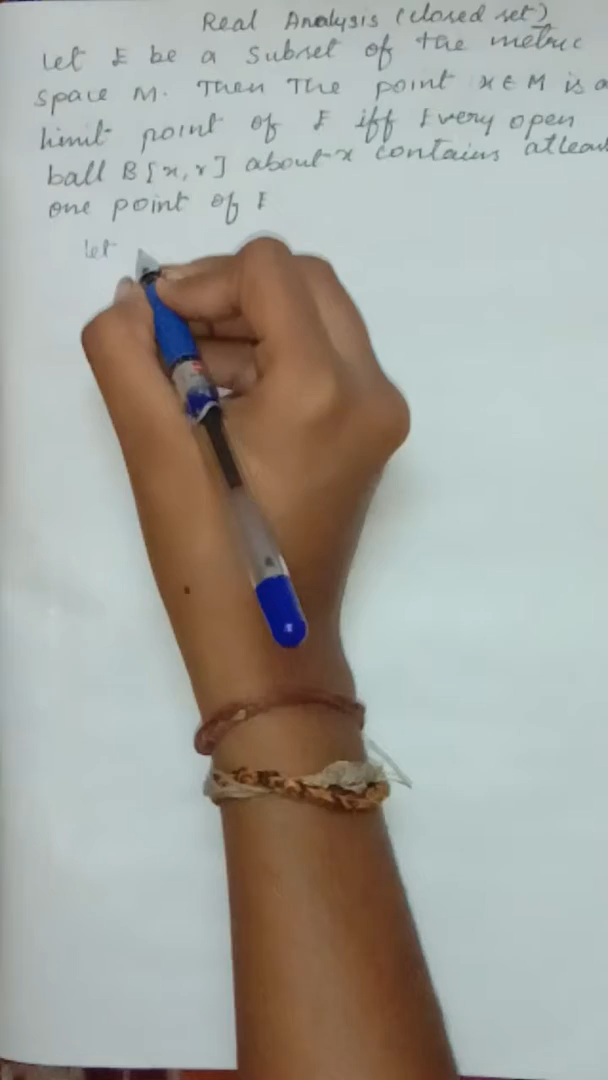 Real Analysis (closed set)
Let E be a subset of the metric
space M. Then The point x ∈ M is a
limit point of E iff Every open
ball B[x, r] about x contains atleas
one point of E
let